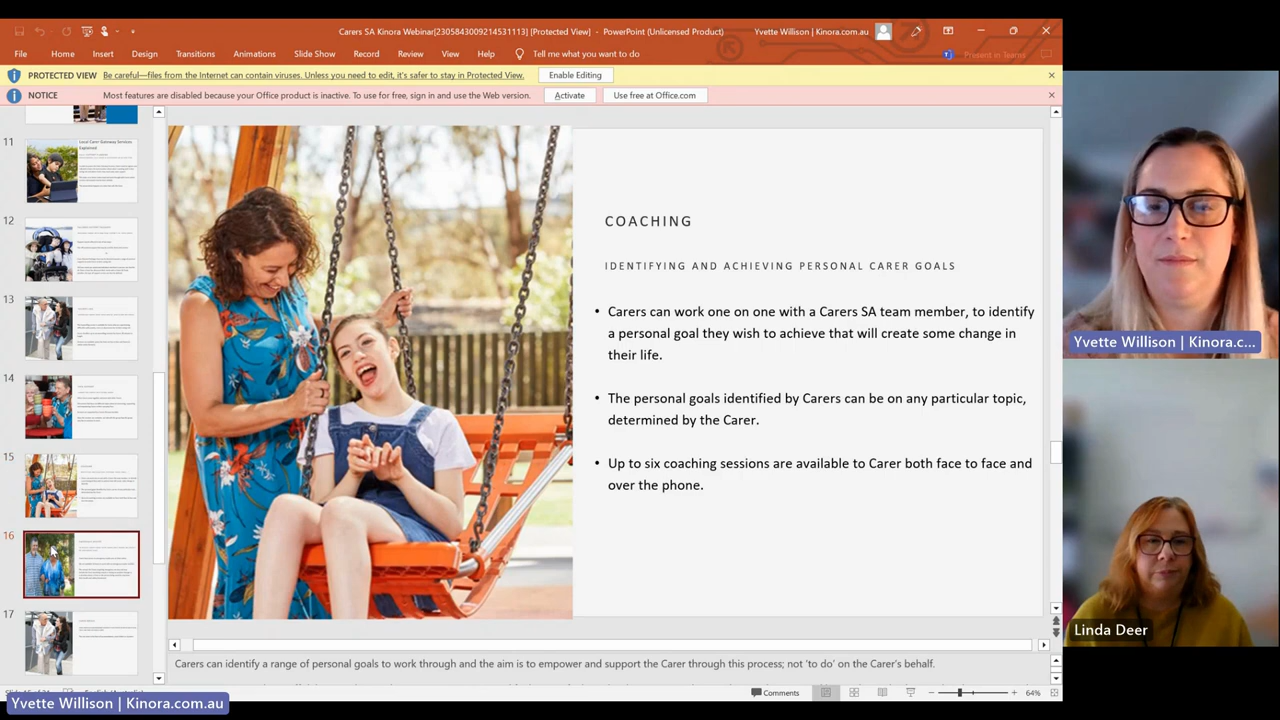 Carers SA Kinora Webinar[2305843009214531113] [Protected View] - PowerPoint (Unlicensed Product)
Yvette Willison | Kinora.com.au
File Home Insert Design Transitions Animations Slide Show Record Review View Help Tell me what you want to do Present in Teams
PROTECTED VIEW Be careful—files from the Internet can contain viruses. Unless you need to edit, it's safer to stay in Protected View. Enable Editing
NOTICE Most features are disabled because your Office product is inactive. To use for free, sign in and use the Web version. Activate Use free at Office.com
11
Local Carer Gateway Services
Explained
12
13
14
15
16
17
COACHING
IDENTIFYING AND ACHIEVING PERSONAL CARER GOALS
• Carers can work one on one with a Carers SA team member, to identify
a personal goal they wish to achieve that will create some change in
their life.
• The personal goals identified by Carers can be on any particular topic,
determined by the Carer.
• Up to six coaching sessions are available to Carer both face to face and
over the phone.
Carers can identify a range of personal goals to work through and the aim is to empower and support the Carer through this process; not 'to do' on the Carer's behalf.
Comments
64%
Yvette Willison | Kinora.com.au
Yvette Willison | Kinora.c...
Linda Deer